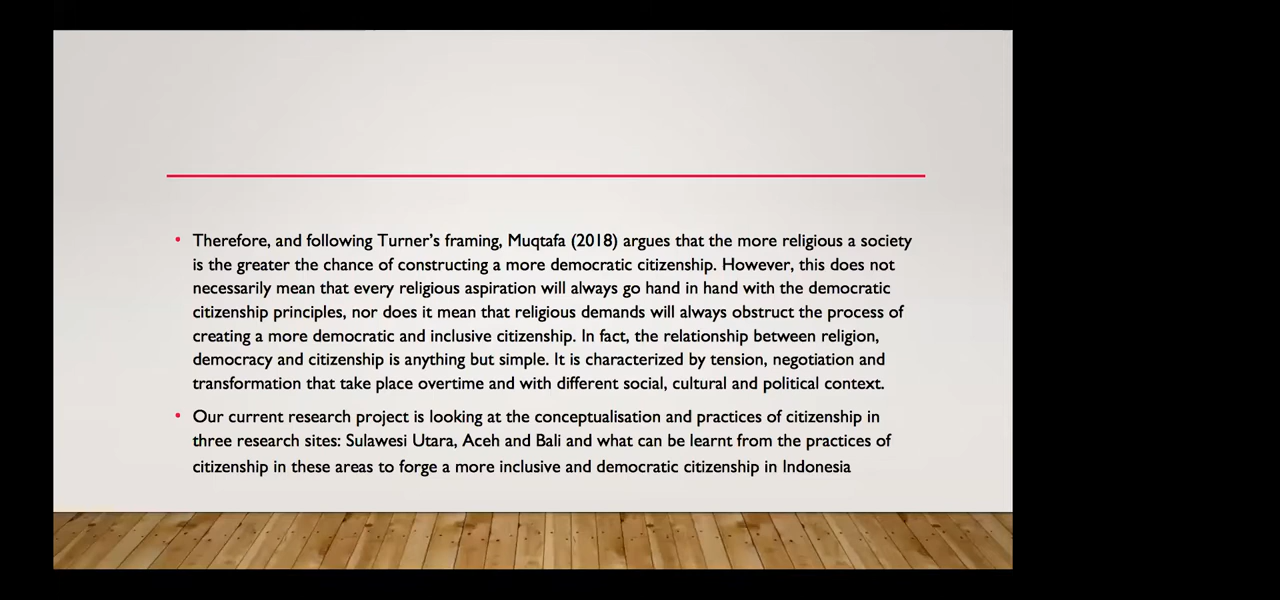 • Therefore, and following Turner's framing, Muqtafa (2018) argues that the more religious a society
is the greater the chance of constructing a more democratic citizenship. However, this does not
necessarily mean that every religious aspiration will always go hand in hand with the democratic
citizenship principles, nor does it mean that religious demands will always obstruct the process of
creating a more democratic and inclusive citizenship. In fact, the relationship between religion,
democracy and citizenship is anything but simple. It is characterized by tension, negotiation and
transformation that take place overtime and with different social, cultural and political context.
• Our current research project is looking at the conceptualisation and practices of citizenship in
three research sites: Sulawesi Utara, Aceh and Bali and what can be learnt from the practices of
citizenship in these areas to forge a more inclusive and democratic citizenship in Indonesia